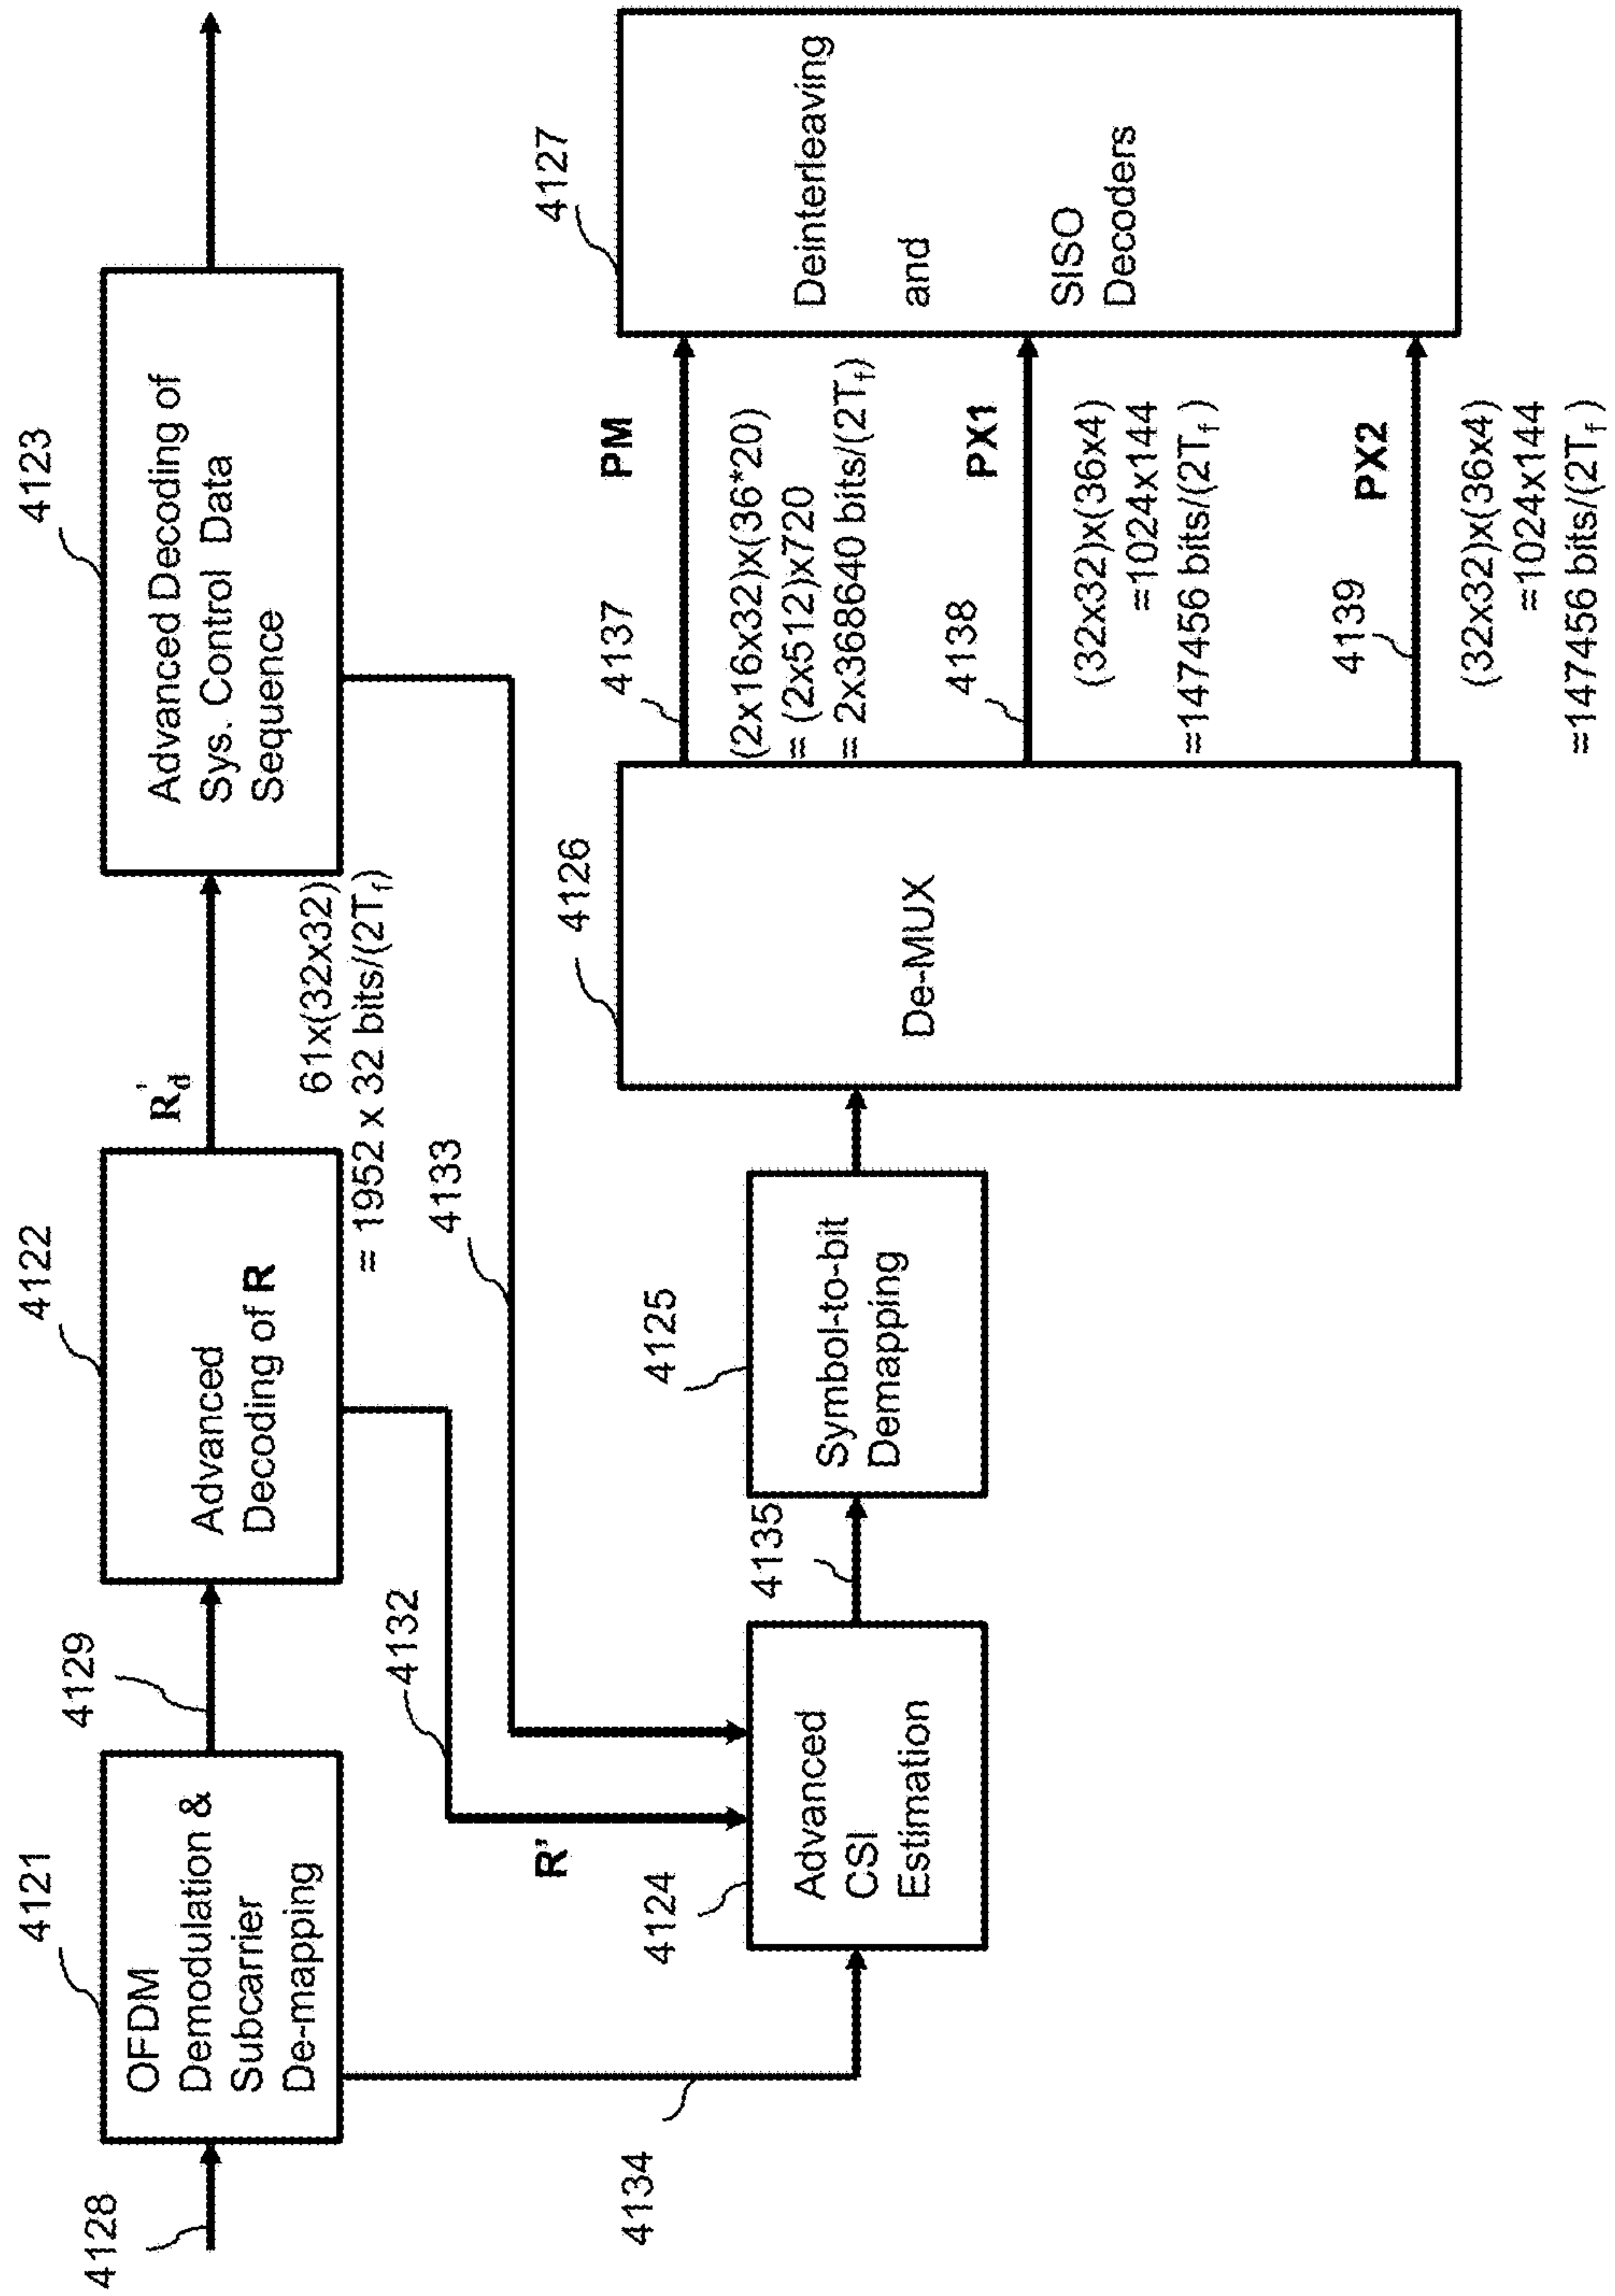 4128
4121
OFDM
Demodulation &
Subcarrier
De-mapping
4129
4122
Advanced
Decoding of R
R'd
61x(32x32)
= 1952 x 32 bits/(2Tf)
4123
Advanced Decoding of
Sys. Control Data
Sequence
4132
4133
R'
4134
4124
Advanced
CSI
Estimation
4135
4125
Symbol-to-bit
Demapping
4126
De-MUX
4137
PM
(2x16x32)x(36*20)
= (2x512)x720
= 2x368640 bits/(2Tf)
4138
PX1
(32x32)x(36x4)
=1024x144
=147456 bits/(2Tf)
4139
PX2
(32x32)x(36x4)
=1024x144
=147456 bits/(2Tf)
4127
Deinterleaving
and
SISO
Decoders